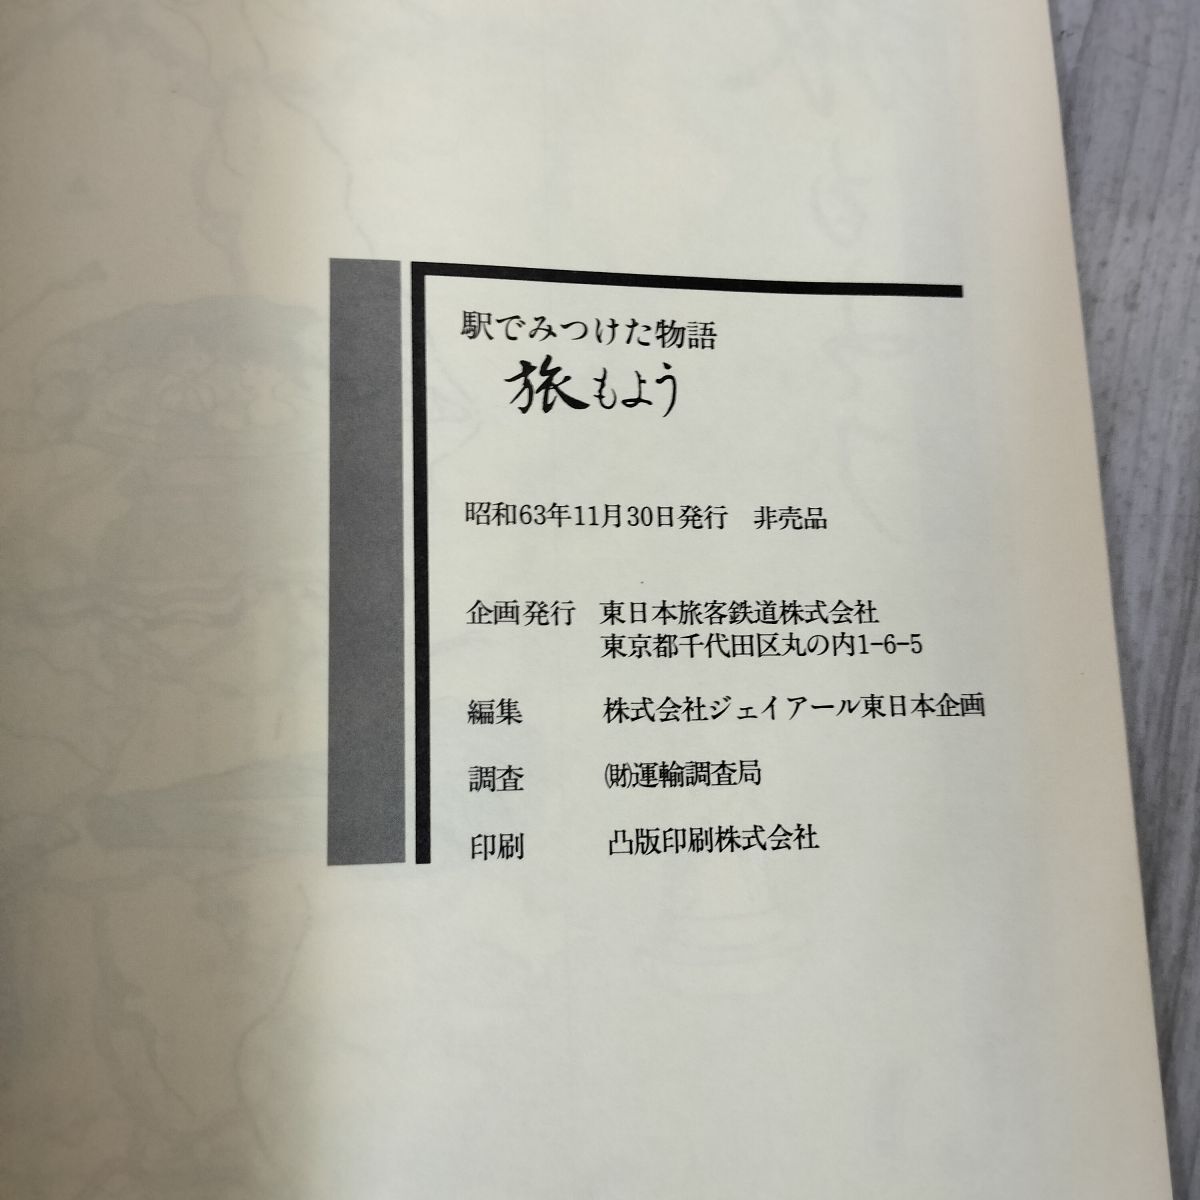 駅でみつけた物語
旅もよう
昭和63年11月30日発行　非売品
企画発行　東日本旅客鉄道株式会社
東京都千代田区丸の内1-6-5
編集　株式会社ジェイアール東日本企画
調査　㈶運輸調査局
印刷　凸版印刷株式会社